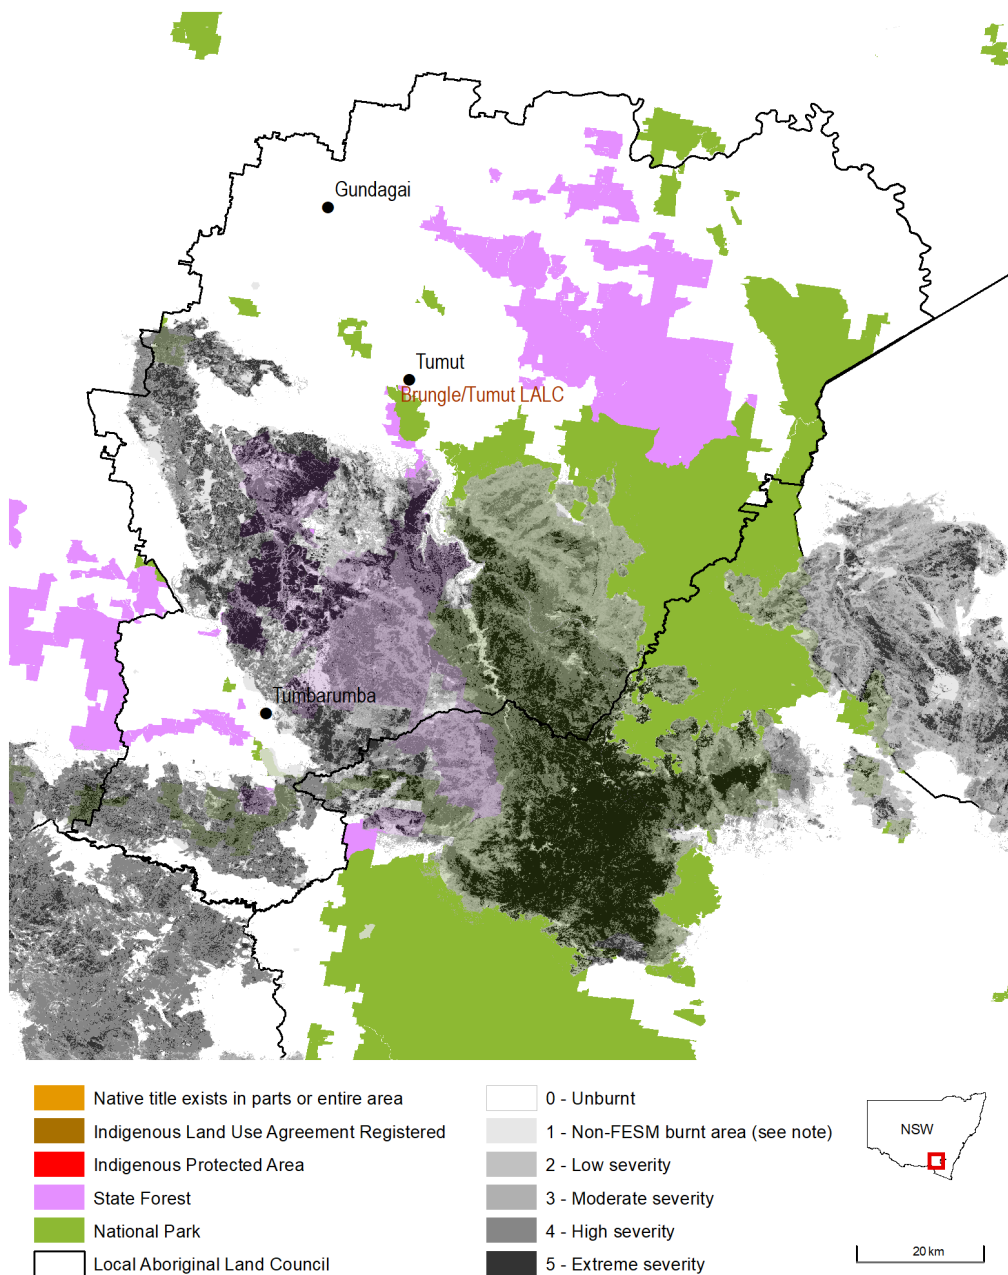 Gundagai
Tumut
Brungle/Tumut LALC
Tumbarumba
Native title exists in parts or entire area
Indigenous Land Use Agreement Registered
Indigenous Protected Area
State Forest
National Park
Local Aboriginal Land Council
0 - Unburnt
1 - Non-FESM burnt area (see note)
2 - Low severity
3 - Moderate severity
4 - High severity
5 - Extreme severity
NSW
20 km